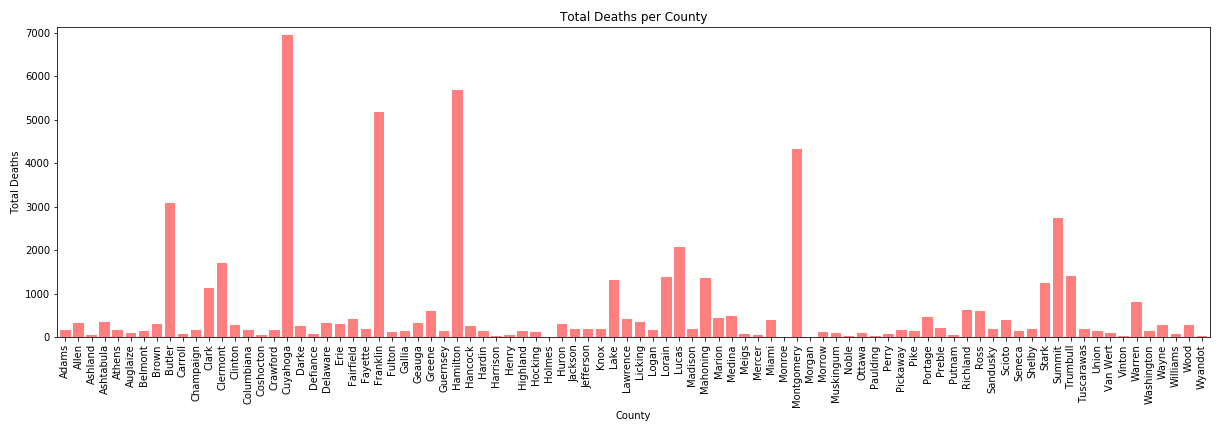 Total Deaths per County
Total Deaths
7000
6000
5000
4000
3000
2000
1000
0
Adams
Allen
Ashland
Ashtabula
Athens
Auglaize
Belmont
Brown
Butler
Carroll
Champaign
Clark
Clermont
Clinton
Columbiana
Coshocton
Crawford
Cuyahoga
Darke
Defiance
Delaware
Erie
Fairfield
Fayette
Franklin
Fulton
Gallia
Geauga
Greene
Guernsey
Hamilton
Hancock
Hardin
Harrison
Henry
Highland
Hocking
Holmes
Huron
Jackson
Jefferson
Knox
Lake
Lawrence
Licking
Logan
Lorain
Lucas
Madison
Mahoning
Marion
Medina
Meigs
Mercer
Miami
Monroe
Montgomery
Morgan
Morrow
Muskingum
Noble
Ottawa
Paulding
Perry
Pickaway
Pike
Portage
Preble
Putnam
Richland
Ross
Sandusky
Scioto
Seneca
Shelby
Stark
Summit
Trumbull
Tuscarawas
Union
Van Wert
Vinton
Warren
Washington
Wayne
Williams
Wood
Wyandot
County